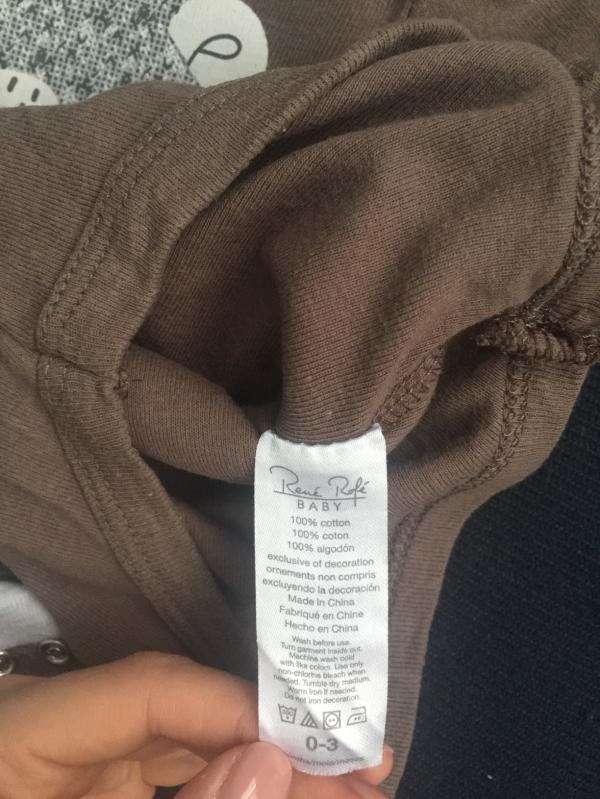 René Rofé
BABY
100% cotton
100% coton
100% algodón
exclusive of decoration
ornements non compris
excluyendo la decoración
Made In China
Fabriqué en Chine
Hecho en China
Wash before use.
Turn garment inside out.
Machine wash cold
with like colors. Use only
non-chlorine bleach when
needed. Tumble dry medium.
Warm Iron if needed.
Do not iron decoration.
0-3
mths/mois/meses